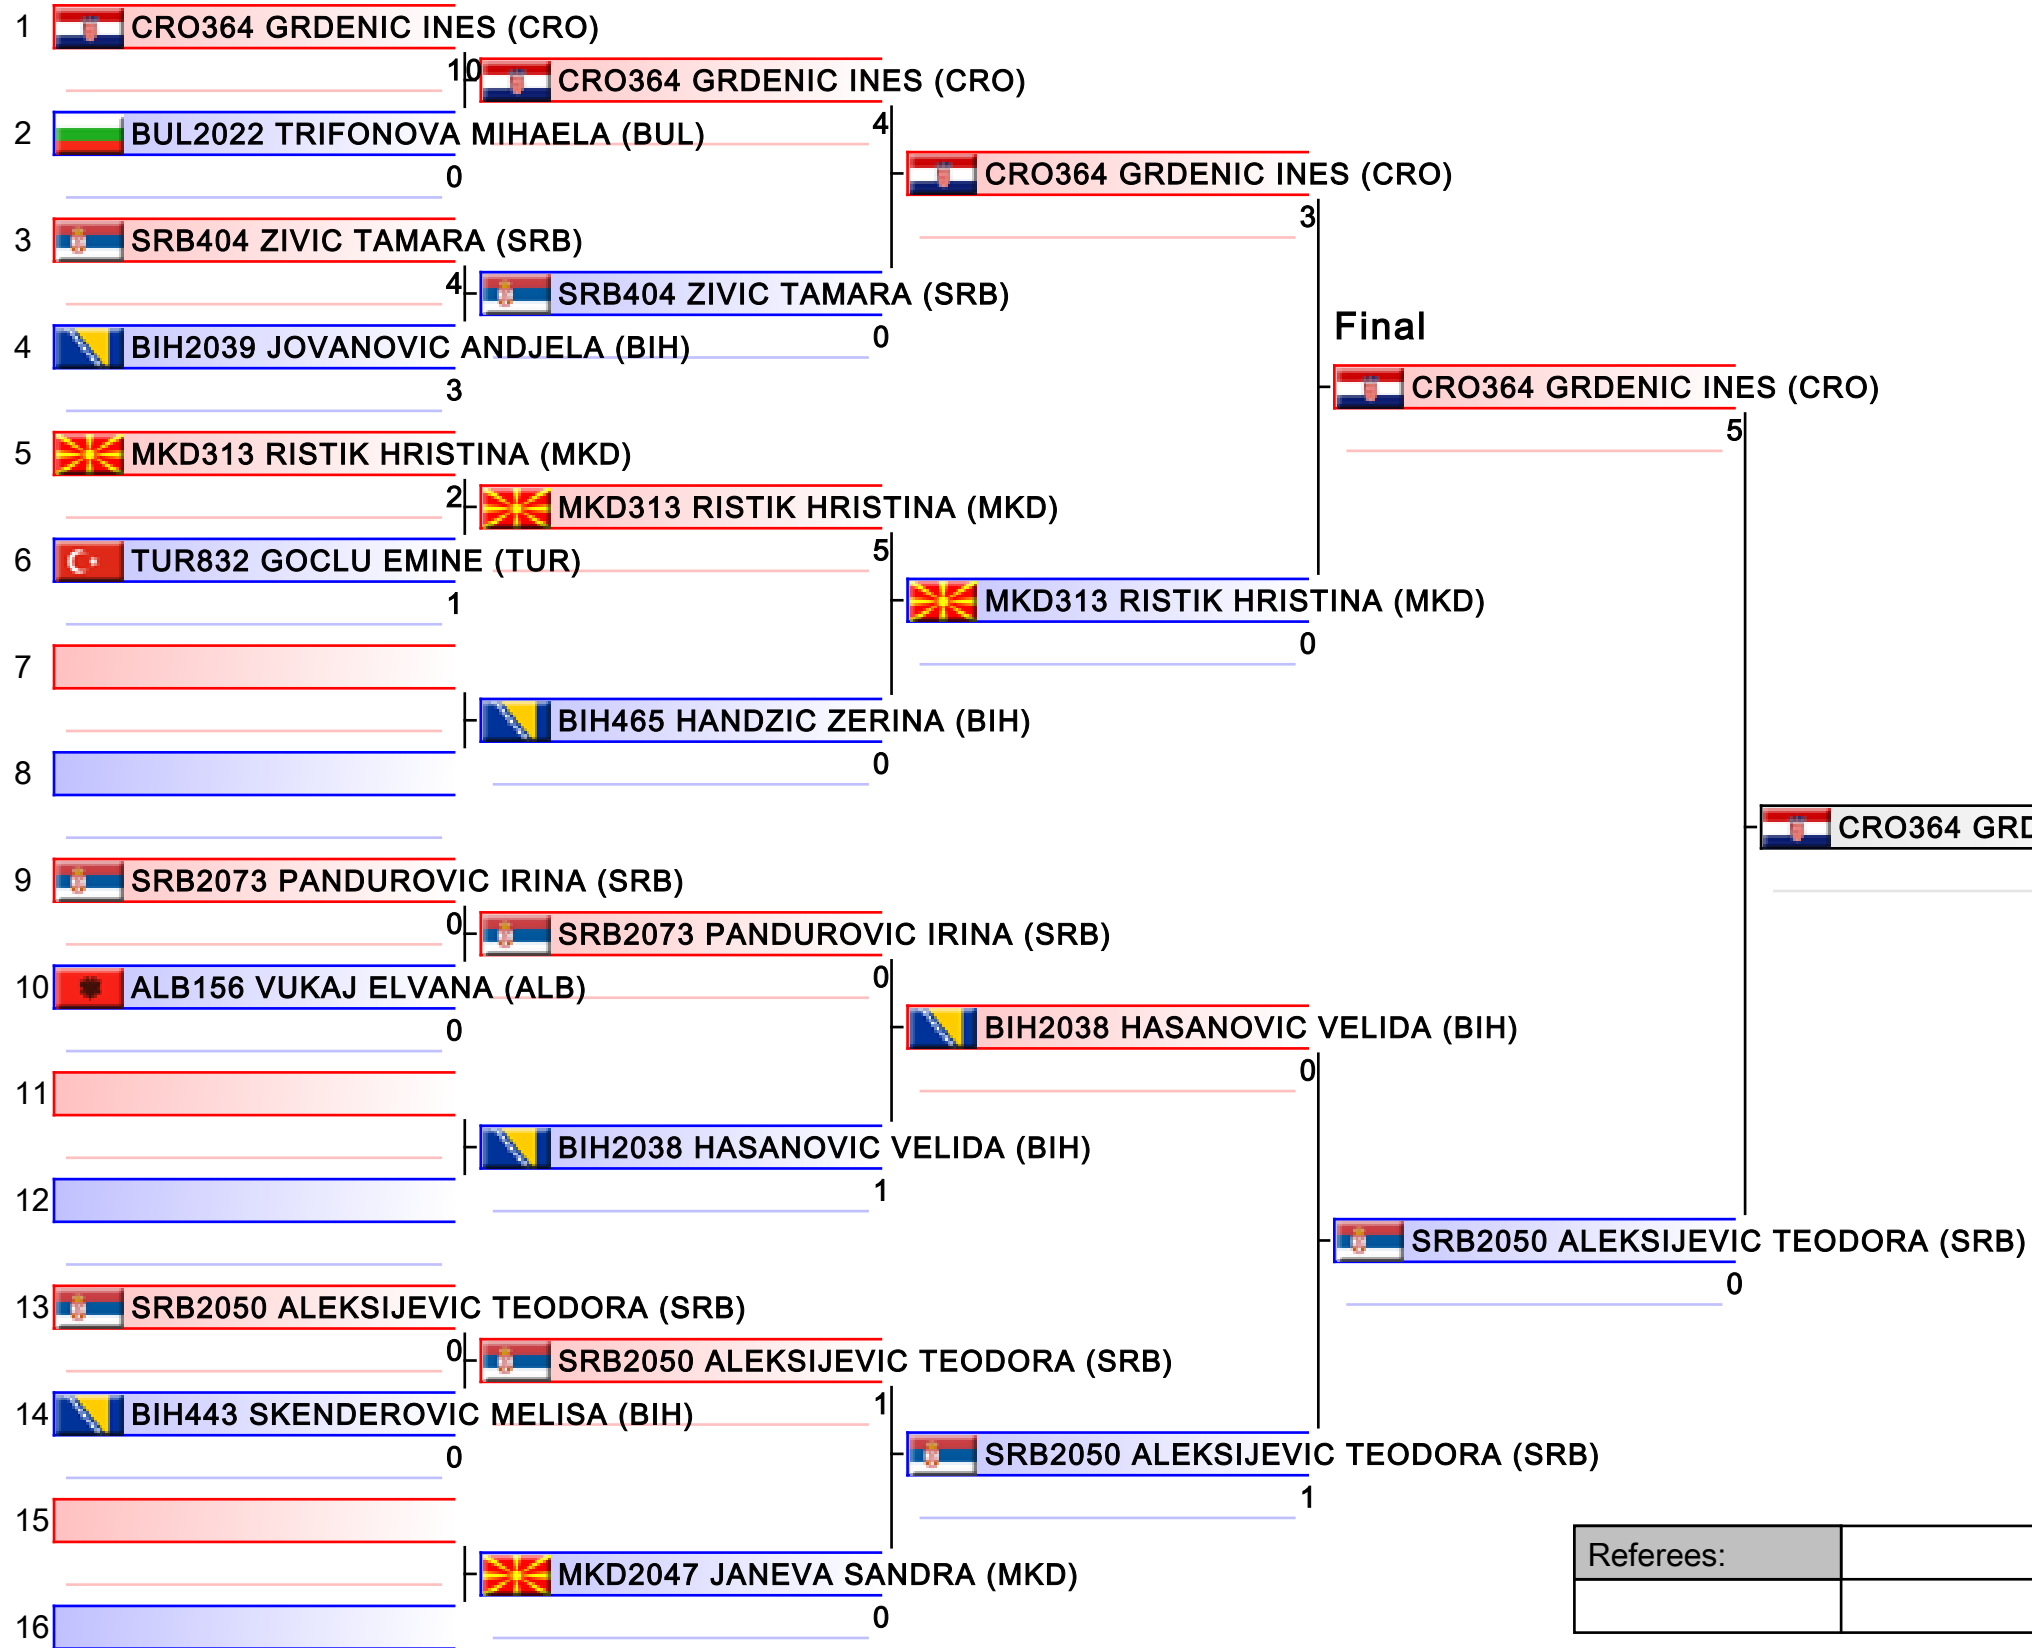 1 CRO364 GRDENIC INES (CRO)
10
2 BUL2022 TRIFONOVA MIHAELA (BUL)
0
3 SRB404 ZIVIC TAMARA (SRB)
4
4 BIH2039 JOVANOVIC ANDJELA (BIH)
3
5 MKD313 RISTIK HRISTINA (MKD)
2
6 TUR832 GOCLU EMINE (TUR)
1
7
8
9 SRB2073 PANDUROVIC IRINA (SRB)
0
10 ALB156 VUKAJ ELVANA (ALB)
0
11
12
13 SRB2050 ALEKSIJEVIC TEODORA (SRB)
0
14 BIH443 SKENDEROVIC MELISA (BIH)
0
15
16
CRO364 GRDENIC INES (CRO)
4
SRB404 ZIVIC TAMARA (SRB)
0
MKD313 RISTIK HRISTINA (MKD)
5
BIH465 HANDZIC ZERINA (BIH)
0
SRB2073 PANDUROVIC IRINA (SRB)
0
BIH2038 HASANOVIC VELIDA (BIH)
1
SRB2050 ALEKSIJEVIC TEODORA (SRB)
1
MKD2047 JANEVA SANDRA (MKD)
0
CRO364 GRDENIC INES (CRO)
3
MKD313 RISTIK HRISTINA (MKD)
0
BIH2038 HASANOVIC VELIDA (BIH)
0
SRB2050 ALEKSIJEVIC TEODORA (SRB)
1
Final
CRO364 GRDENIC INES (CRO)
5
SRB2050 ALEKSIJEVIC TEODORA (SRB)
0
CRO364 GRD
Referees: